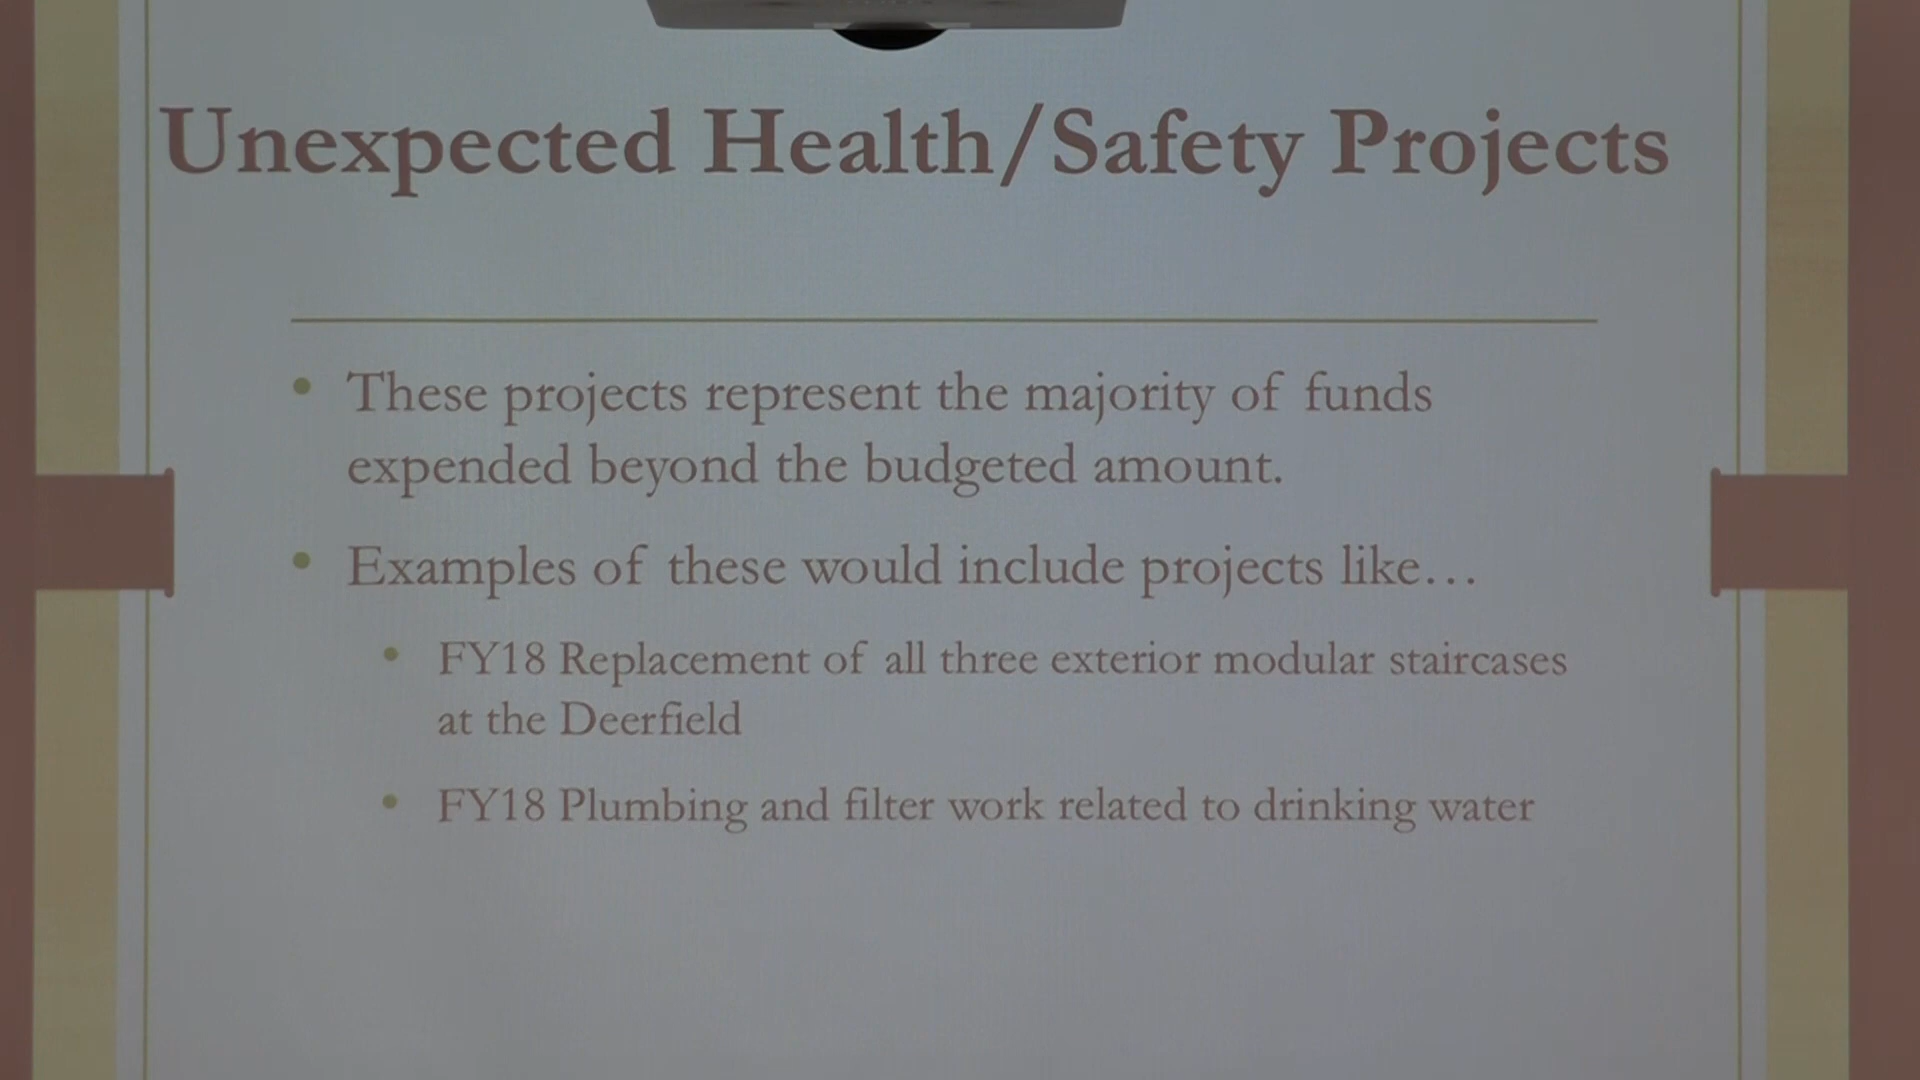 Unexpected Health/Safety Projects
• These projects represent the majority of funds
expended beyond the budgeted amount.
• Examples of these would include projects like…
• FY18 Replacement of all three exterior modular staircases
at the Deerfield
• FY18 Plumbing and filter work related to drinking water